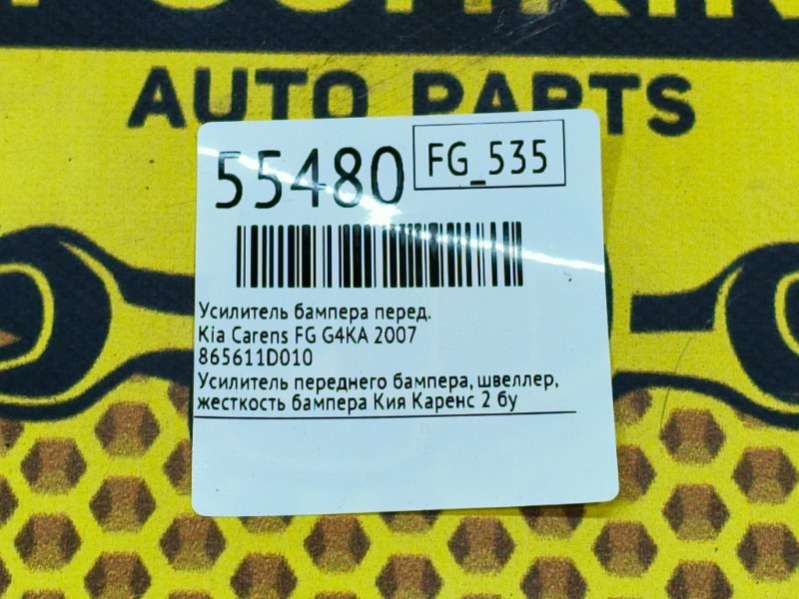 AUTO PARTS
55480
FG_535
Усилитель бампера перед.
Kia Carens FG G4KA 2007
865611D010
Усилитель переднего бампера, швеллер,
жесткость бампера Кия Каренс 2 бу